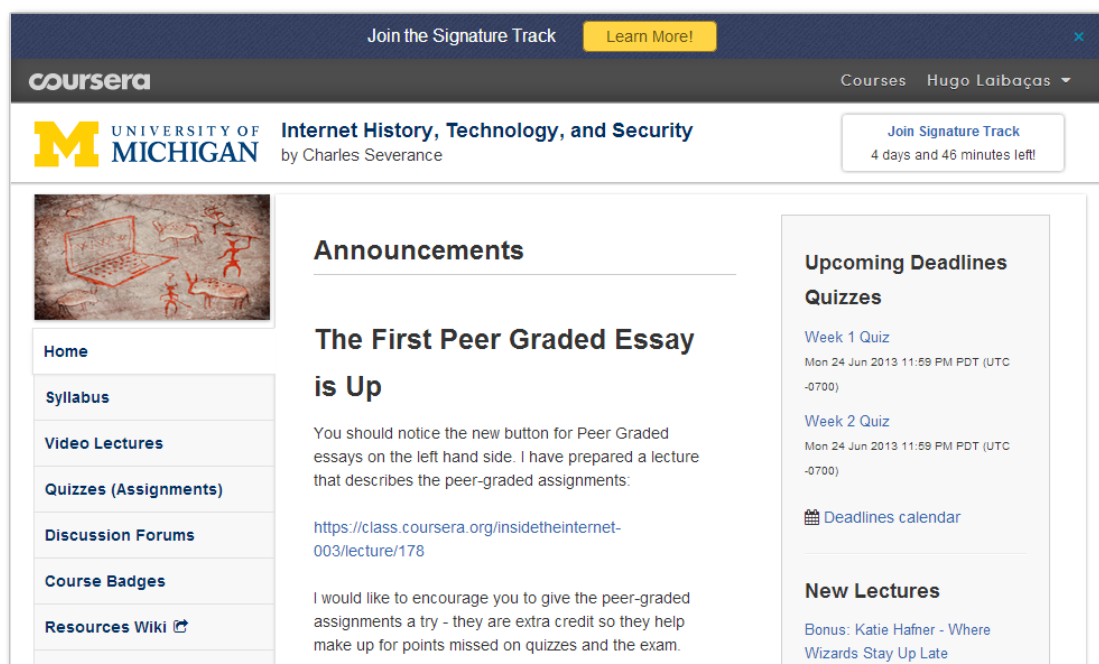 Join the Signature Track Learn More! ×
coursera Courses Hugo Laibaças
UNIVERSITY OF MICHIGAN
Internet History, Technology, and Security
by Charles Severance
Join Signature Track
4 days and 46 minutes left!
Home
Syllabus
Video Lectures
Quizzes (Assignments)
Discussion Forums
Course Badges
Resources Wiki
Announcements
The First Peer Graded Essay
is Up
You should notice the new button for Peer Graded
essays on the left hand side. I have prepared a lecture
that describes the peer-graded assignments:
https://class.coursera.org/insidetheinternet-
003/lecture/178
I would like to encourage you to give the peer-graded
assignments a try - they are extra credit so they help
make up for points missed on quizzes and the exam.
Upcoming Deadlines
Quizzes
Week 1 Quiz
Mon 24 Jun 2013 11:59 PM PDT (UTC
-0700)
Week 2 Quiz
Mon 24 Jun 2013 11:59 PM PDT (UTC
-0700)
Deadlines calendar
New Lectures
Bonus: Katie Hafner - Where
Wizards Stay Up Late